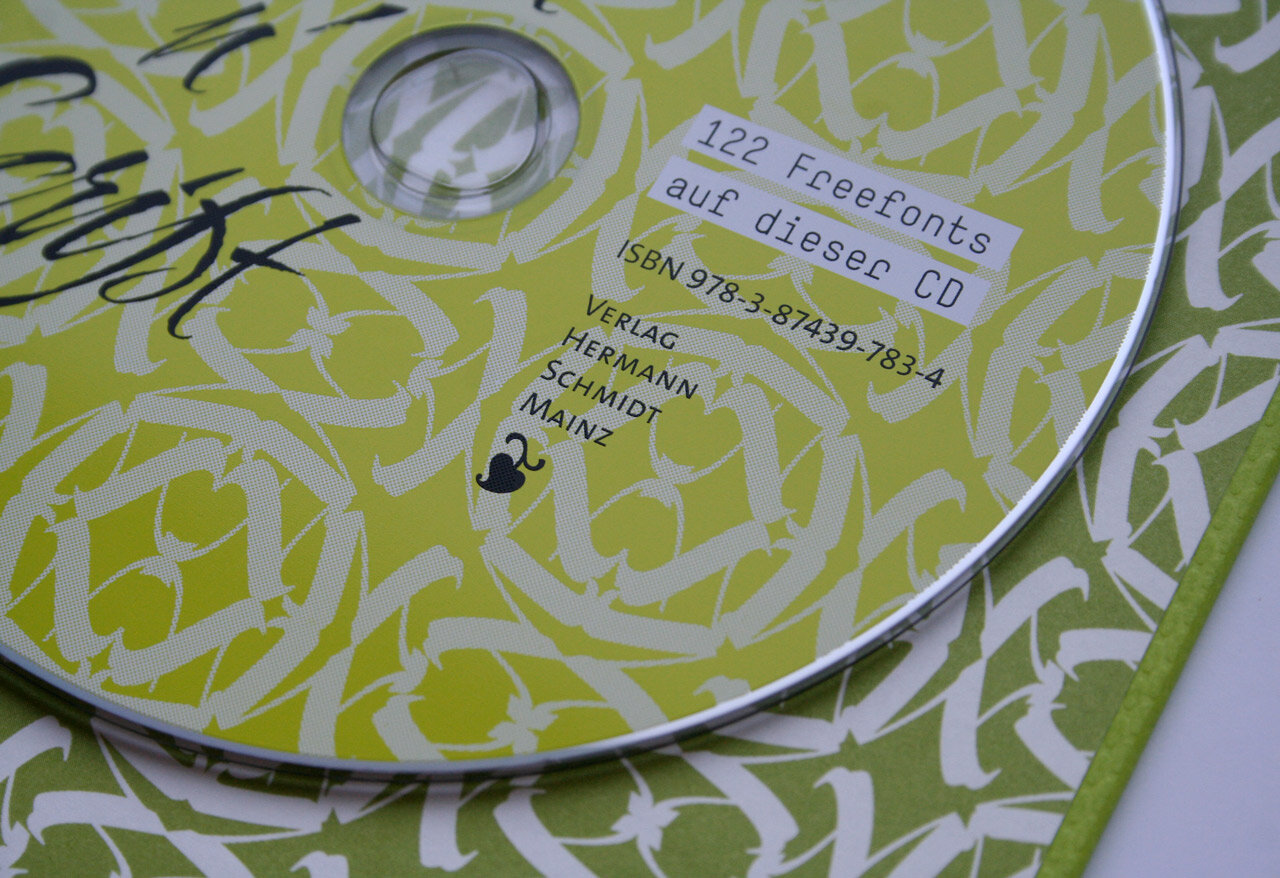 122 Freefonts
auf dieser CD
ISBN 978-3-87439-783-4
VERLAG
HERMANN
SCHMIDT
MAINZ